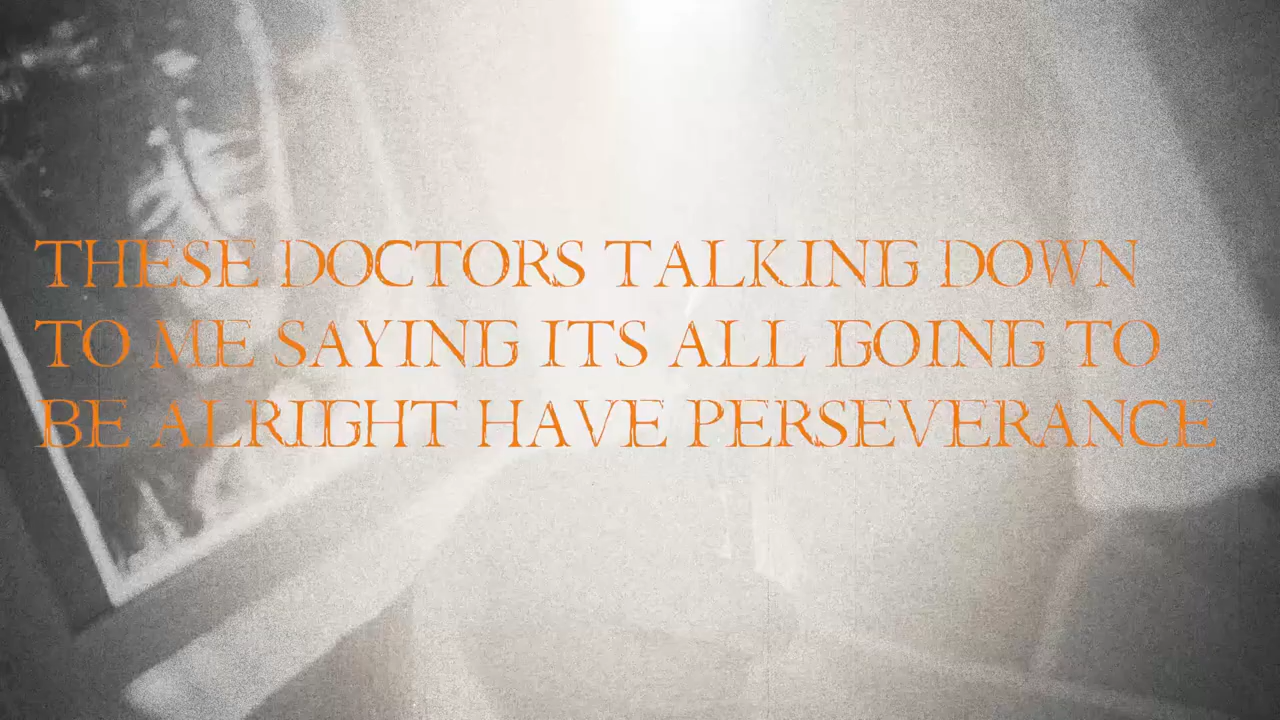 THESE DOCTORS TALKING DOWN
TO ME SAYING ITS ALL GOING TO
BE ALRIGHT HAVE PERSEVERANCE